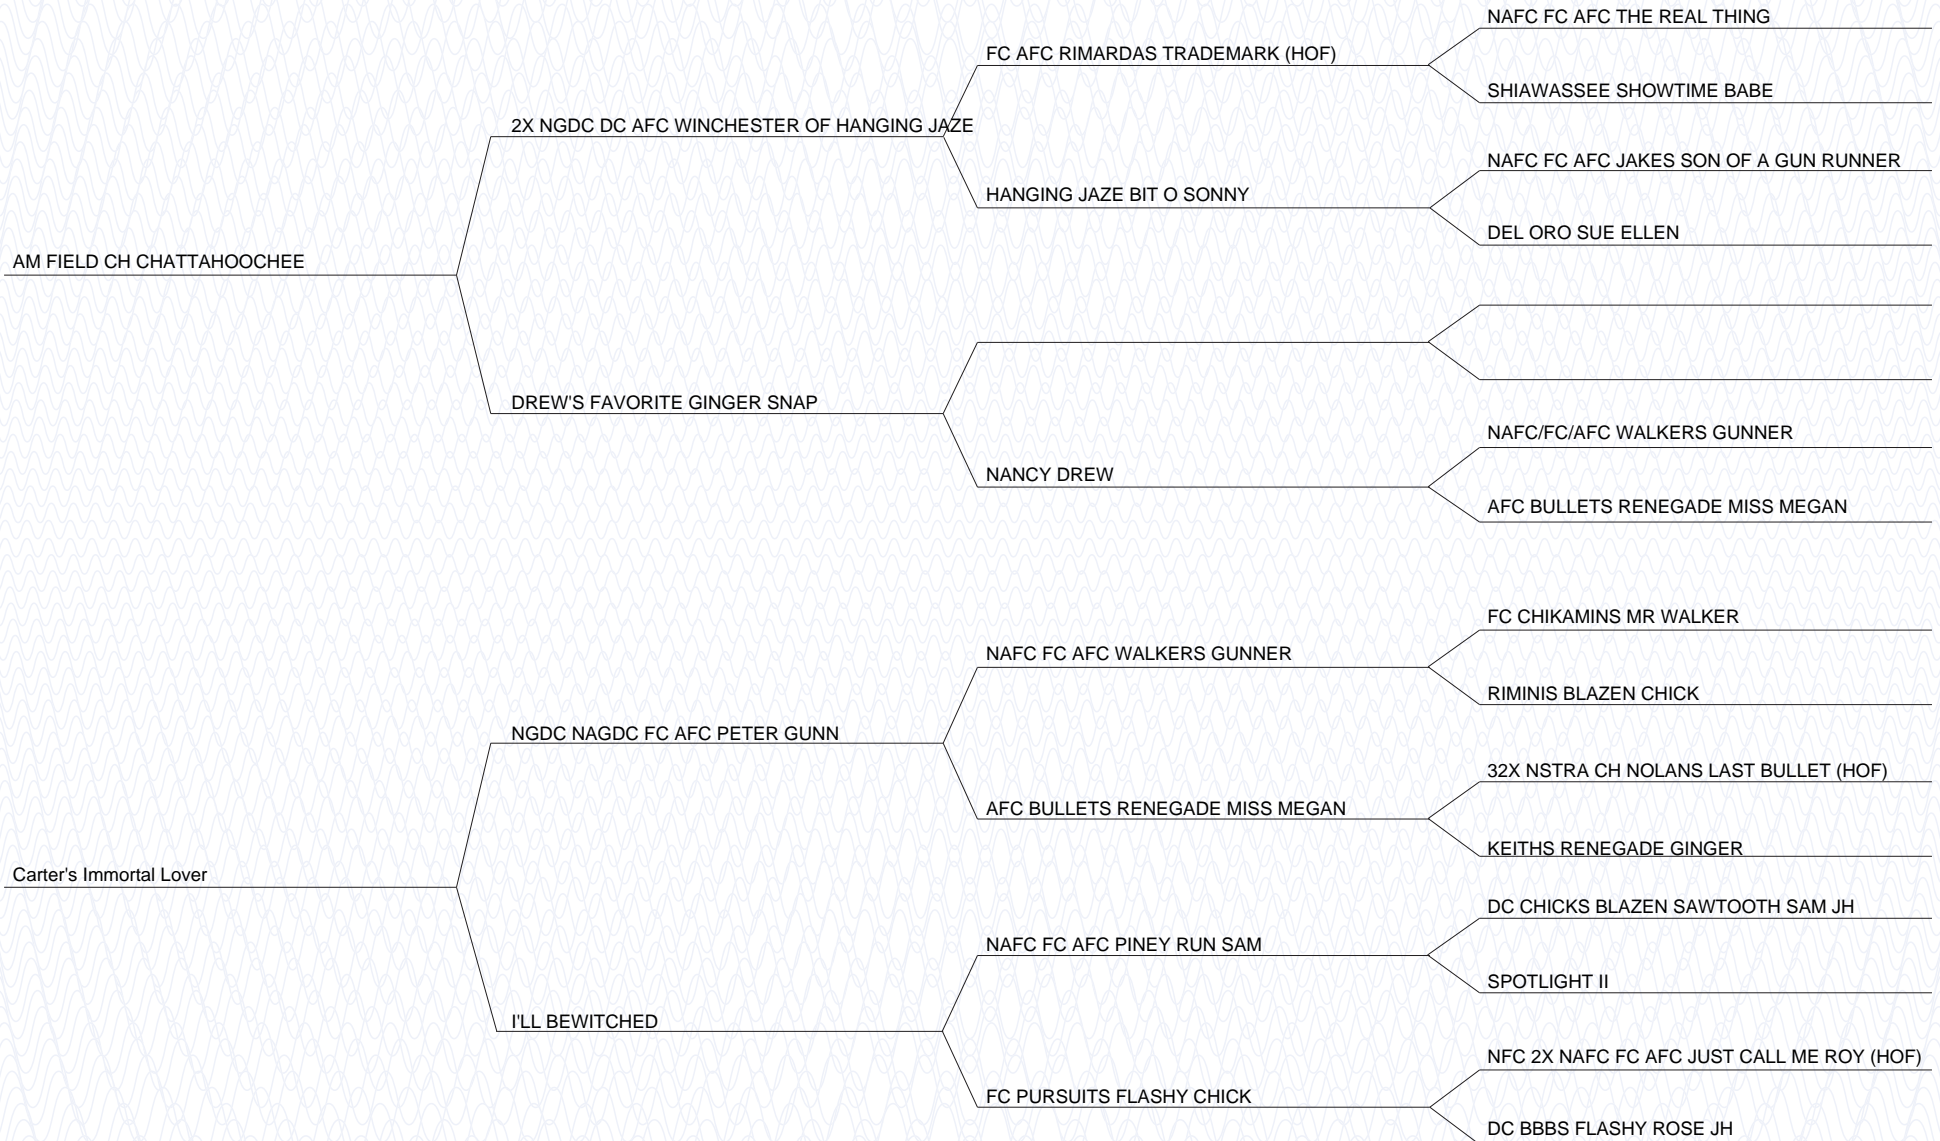 NAFC FC AFC THE REAL THING
FC AFC RIMARDAS TRADEMARK (HOF)
SHIAWASSEE SHOWTIME BABE
2X NGDC DC AFC WINCHESTER OF HANGING JAZE
NAFC FC AFC JAKES SON OF A GUN RUNNER
HANGING JAZE BIT O SONNY
DEL ORO SUE ELLEN
AM FIELD CH CHATTAHOOCHEE
DREW'S FAVORITE GINGER SNAP
NAFC/FC/AFC WALKERS GUNNER
NANCY DREW
AFC BULLETS RENEGADE MISS MEGAN
FC CHIKAMINS MR WALKER
NAFC FC AFC WALKERS GUNNER
RIMINIS BLAZEN CHICK
NGDC NAGDC FC AFC PETER GUNN
32X NSTRA CH NOLANS LAST BULLET (HOF)
AFC BULLETS RENEGADE MISS MEGAN
KEITHS RENEGADE GINGER
Carter's Immortal Lover
DC CHICKS BLAZEN SAWTOOTH SAM JH
NAFC FC AFC PINEY RUN SAM
SPOTLIGHT II
I'LL BEWITCHED
NFC 2X NAFC FC AFC JUST CALL ME ROY (HOF)
FC PURSUITS FLASHY CHICK
DC BBBS FLASHY ROSE JH